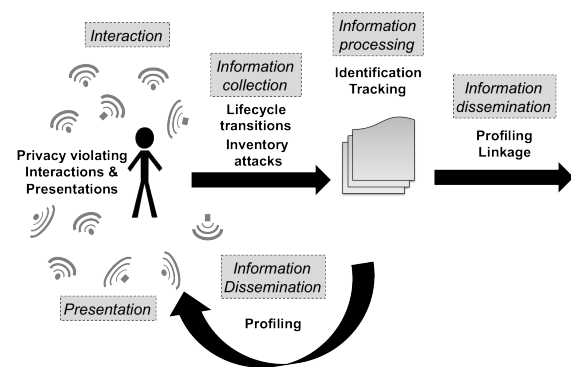 Interaction
Information
processing
Information
collection
Identification
Tracking
Information
dissemination
Lifecycle
transitions
Inventory
attacks
Profiling
Linkage
Privacy violating
Interactions &
Presentations
Information
Dissemination
Presentation
Profiling